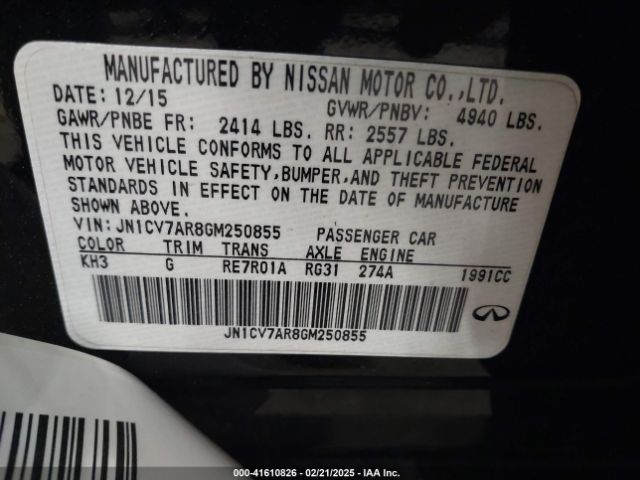 MANUFACTURED BY NISSAN MOTOR CO.,LTD.
DATE: 12/15 GVWR/PNBV: 4940 LBS.
GAWR/PNBE FR: 2414 LBS. RR: 2557 LBS.
THIS VEHICLE CONFORMS TO ALL APPLICABLE FEDERAL
MOTOR VEHICLE SAFETY,BUMPER,AND THEFT PREVENTION
STANDARDS IN EFFECT ON THE DATE OF MANUFACTURE
SHOWN ABOVE.
VIN:JN1CV7AR8GM250855 PASSENGER CAR
COLOR TRIM TRANS AXLE ENGINE
KH3 G RE7R01A RG31 274A 1991CC
JN1CV7AR8GM250855
000-41610826 - 02/21/2025 - IAA Inc.